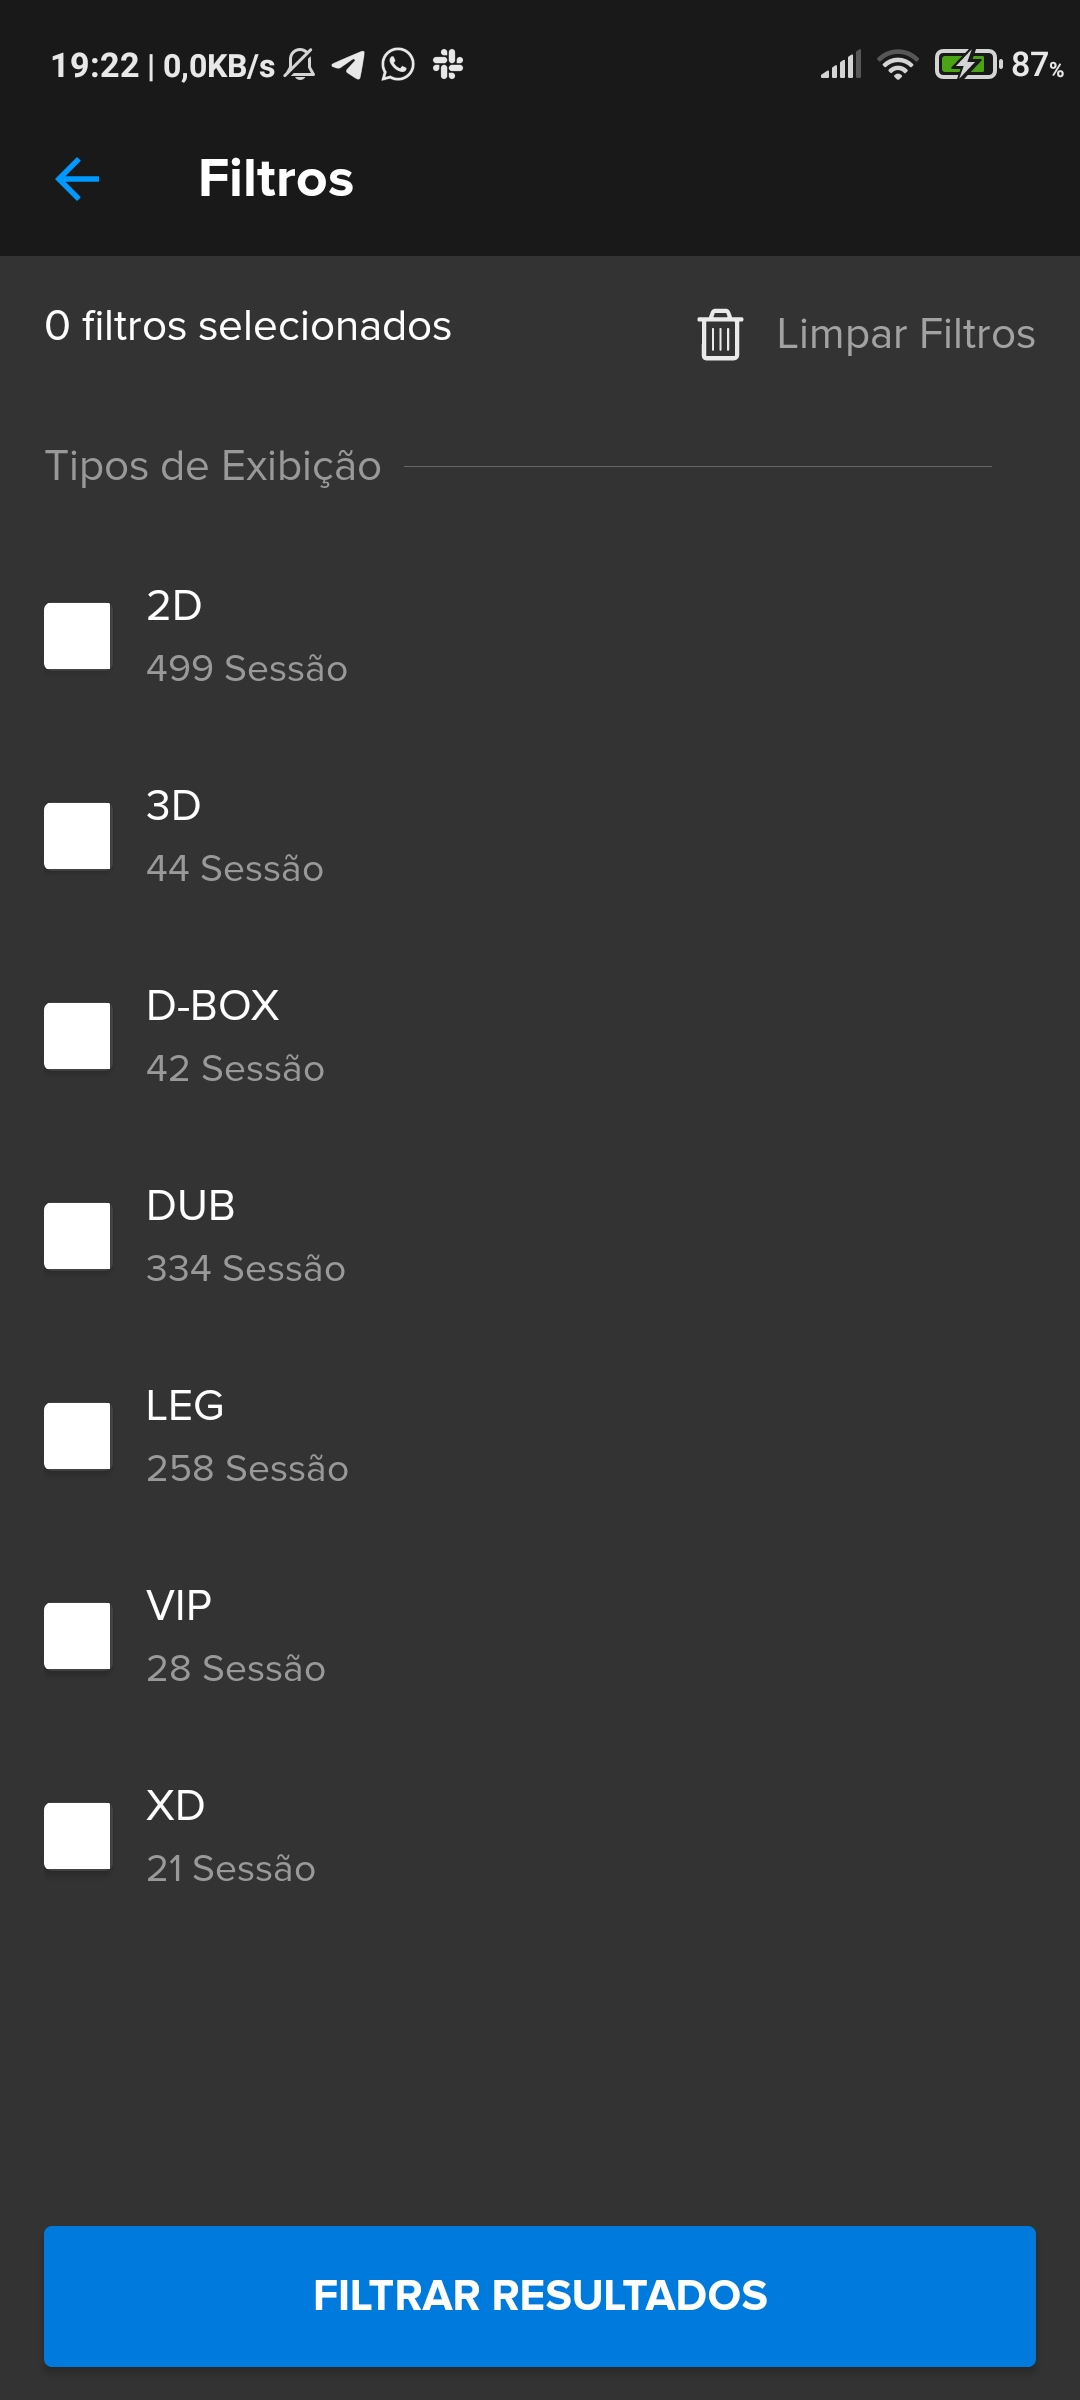 19:22 | 0,0KB/s 87%
Filtros
0 filtros selecionados
Limpar Filtros
Tipos de Exibição
2D
499 Sessão
3D
44 Sessão
D-BOX
42 Sessão
DUB
334 Sessão
LEG
258 Sessão
VIP
28 Sessão
XD
21 Sessão
FILTRAR RESULTADOS